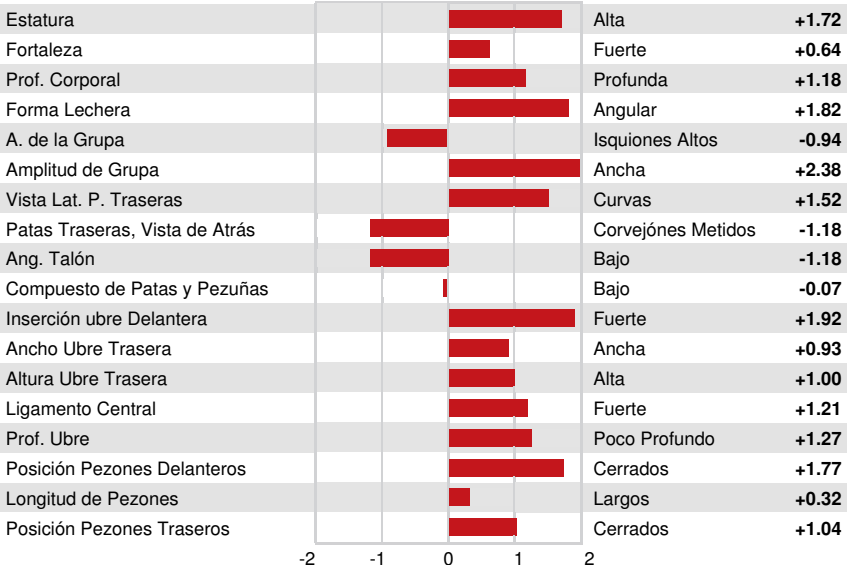 Estatura Alta +1.72
Fortaleza Fuerte +0.64
Prof. Corporal Profunda +1.18
Forma Lechera Angular +1.82
A. de la Grupa Isquiones Altos -0.94
Amplitud de Grupa Ancha +2.38
Vista Lat. P. Traseras Curvas +1.52
Patas Traseras, Vista de Atrás Corvejónes Metidos -1.18
Ang. Talón Bajo -1.18
Compuesto de Patas y Pezuñas Bajo -0.07
Inserción ubre Delantera Fuerte +1.92
Ancho Ubre Trasera Ancha +0.93
Altura Ubre Trasera Alta +1.00
Ligamento Central Fuerte +1.21
Prof. Ubre Poco Profundo +1.27
Posición Pezones Delanteros Cerrados +1.77
Longitud de Pezones Largos +0.32
Posición Pezones Traseros Cerrados +1.04
-2 -1 0 1 2